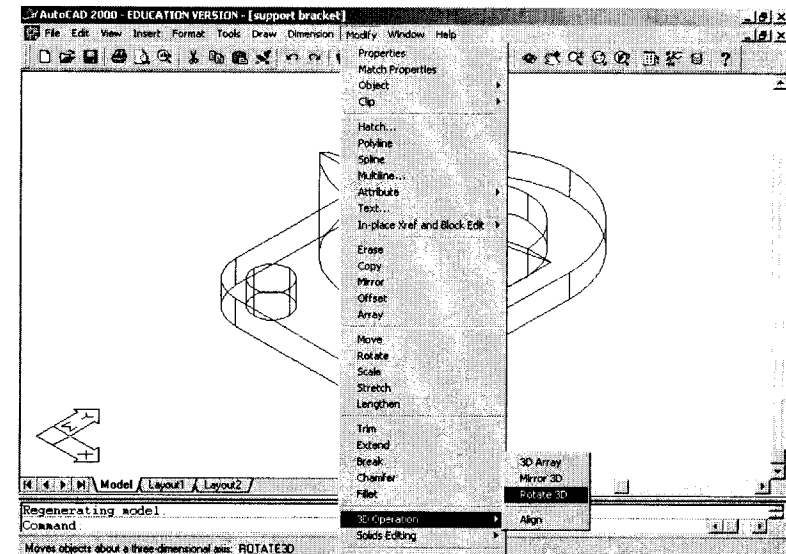 AutoCAD 2000 - EDUCATION VERSION - [support bracket]
File Edit View Insert Format Tools Draw Dimension Modify Window Help
Properties
Match Properties
Object
Clip
Hatch...
Polyline
Spline
Multiline...
Attribute
Text...
In-place Xref and Block Edit
Erase
Copy
Mirror
Offset
Array
Move
Rotate
Scale
Stretch
Lengthen
Trim
Extend
Break
Chamfer
Fillet
3D Operation
Solids Editing
3D Array
Mirror 3D
Rotate 3D
Align
Y
X
Model Layout1 Layout2
Regenerating model
Command
Moves objects about a three-dimensional axis: ROTATE3D